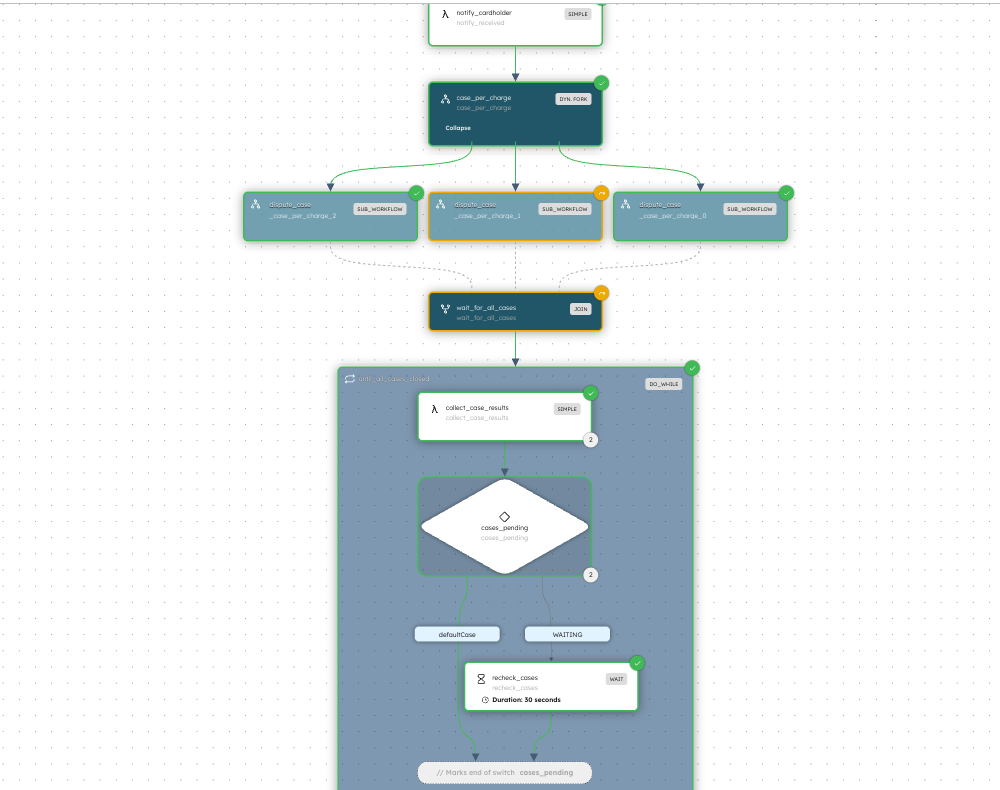 notify_cardholder
SIMPLE
notify_received
case_per_charge
DYN. FORK
case_per_charge
Collapse
dispute_case
SUB_WORKFLOW
_case_per_charge_2
dispute_case
SUB_WORKFLOW
_case_per_charge_1
dispute_case
SUB_WORKFLOW
_case_per_charge_0
wait_for_all_cases
JOIN
wait_for_all_cases
until_all_cases_closed
DO_WHILE
collect_case_results
SIMPLE
collect_case_results
2
cases_pending
cases_pending
2
defaultCase
WAITING
recheck_cases
WAIT
recheck_cases
Duration: 30 seconds
// Marks end of switch cases_pending